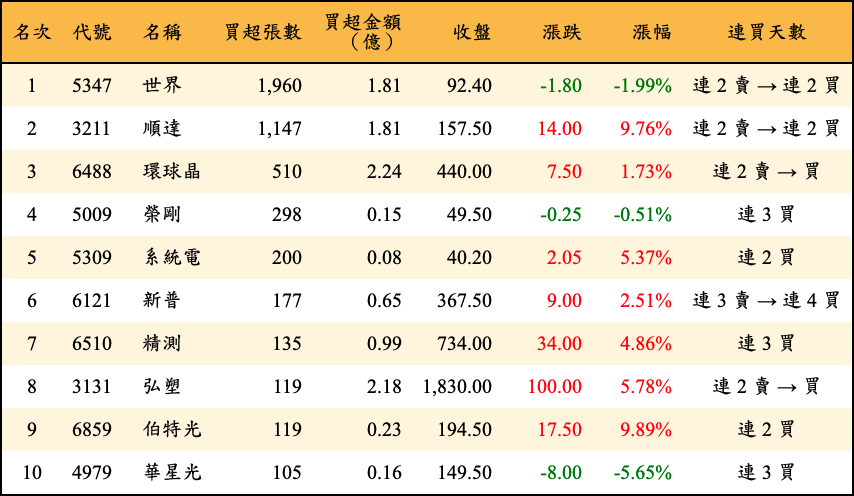 名次 代號 名稱 買超張數 買超金額（億） 收盤 漲跌 漲幅 連買天數
1 5347 世界 1,960 1.81 92.40 -1.80 -1.99% 連 2 賣 → 連 2 買
2 3211 順達 1,147 1.81 157.50 14.00 9.76% 連 2 賣 → 連 2 買
3 6488 環球晶 510 2.24 440.00 7.50 1.73% 連 2 賣 → 買
4 5009 榮剛 298 0.15 49.50 -0.25 -0.51% 連 3 買
5 5309 系統電 200 0.08 40.20 2.05 5.37% 連 2 買
6 6121 新普 177 0.65 367.50 9.00 2.51% 連 3 賣 → 連 4 買
7 6510 精測 135 0.99 734.00 34.00 4.86% 連 3 買
8 3131 弘塑 119 2.18 1,830.00 100.00 5.78% 連 2 賣 → 買
9 6859 伯特光 119 0.23 194.50 17.50 9.89% 連 2 買
10 4979 華星光 105 0.16 149.50 -8.00 -5.65% 連 3 買